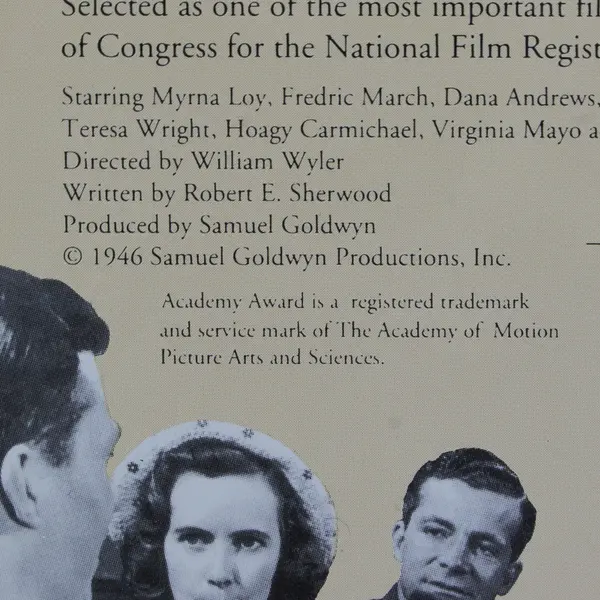 Selected as one of the most important fil
of Congress for the National Film Regist
Starring Myrna Loy, Fredric March, Dana Andrews,
Teresa Wright, Hoagy Carmichael, Virginia Mayo a
Directed by William Wyler
Written by Robert E. Sherwood
Produced by Samuel Goldwyn
© 1946 Samuel Goldwyn Productions, Inc.
Academy Award is a registered trademark
and service mark of The Academy of Motion
Picture Arts and Sciences.